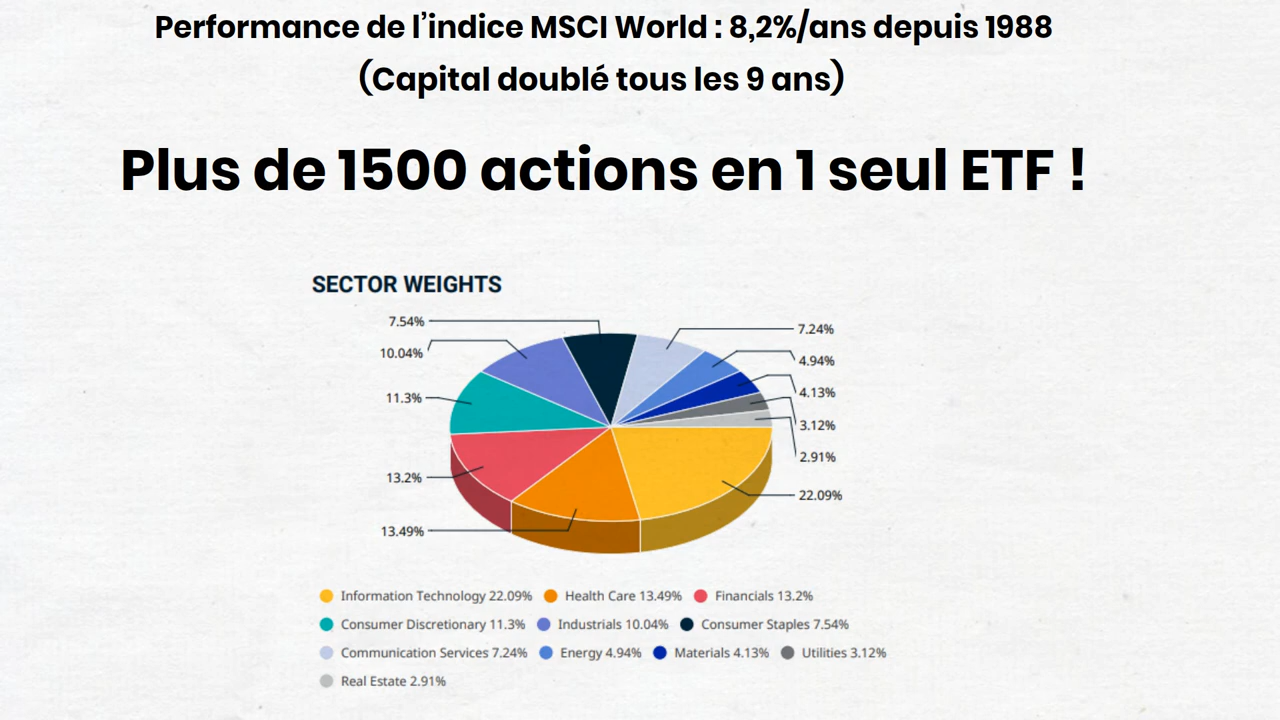 Performance de l’indice MSCI World : 8,2%/ans depuis 1988
(Capital doublé tous les 9 ans)
Plus de 1500 actions en 1 seul ETF !
SECTOR WEIGHTS
7.54%
7.24%
10.04%
4.94%
4.13%
11.3%
3.12%
2.91%
13.2%
22.09%
13.49%
Information Technology 22.09% Health Care 13.49% Financials 13.2%
Consumer Discretionary 11.3% Industrials 10.04% Consumer Staples 7.54%
Communication Services 7.24% Energy 4.94% Materials 4.13% Utilities 3.12%
Real Estate 2.91%